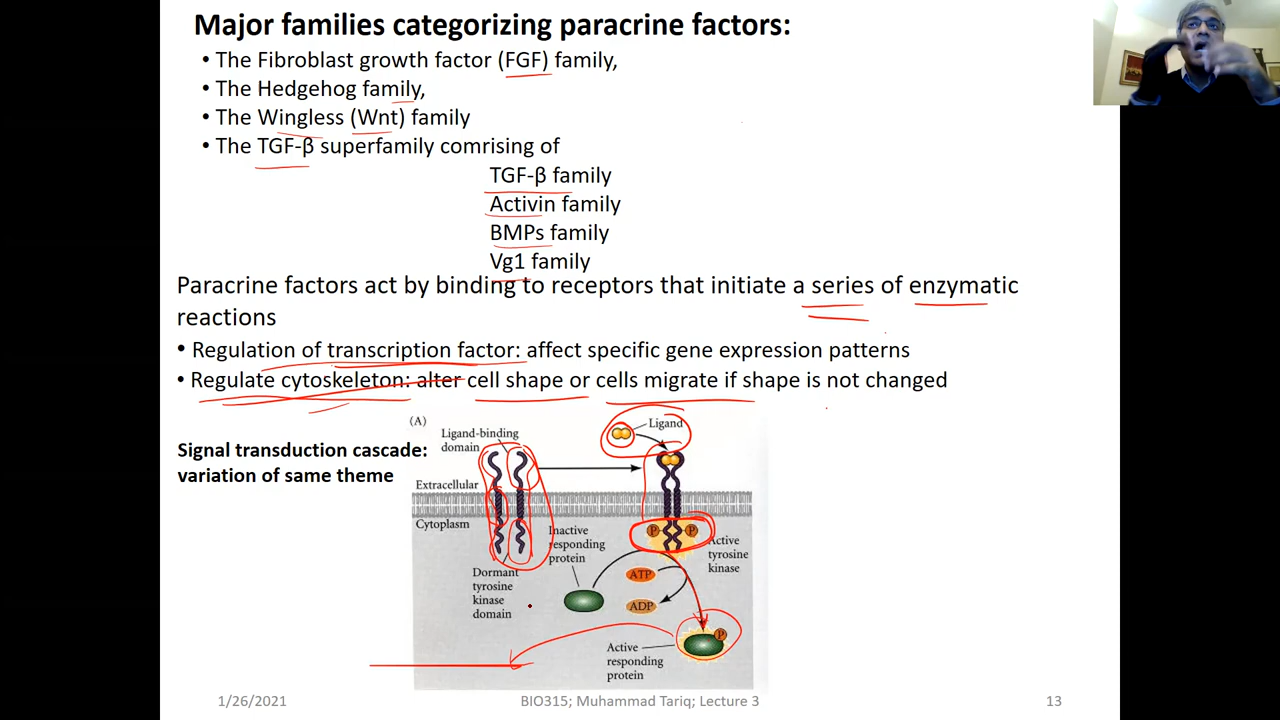 Major families categorizing paracrine factors:
• The Fibroblast growth factor (FGF) family,
• The Hedgehog family,
• The Wingless (Wnt) family
• The TGF-β superfamily comrising of
TGF-β family
Activin family
BMPs family
Vg1 family
Paracrine factors act by binding to receptors that initiate a series of enzymatic
reactions
• Regulation of transcription factor: affect specific gene expression patterns
• Regulate cytoskeleton: alter cell shape or cells migrate if shape is not changed
Signal transduction cascade:
variation of same theme
(A)
Ligand-binding
domain
Ligand
Extracellular
Cytoplasm
Inactive
responding
protein
P
P
Active
tyrosine
kinase
Dormant
tyrosine
kinase
domain
ATP
ADP
P
Active
responding
protein
1/26/2021
BIO315; Muhammad Tariq; Lecture 3
13